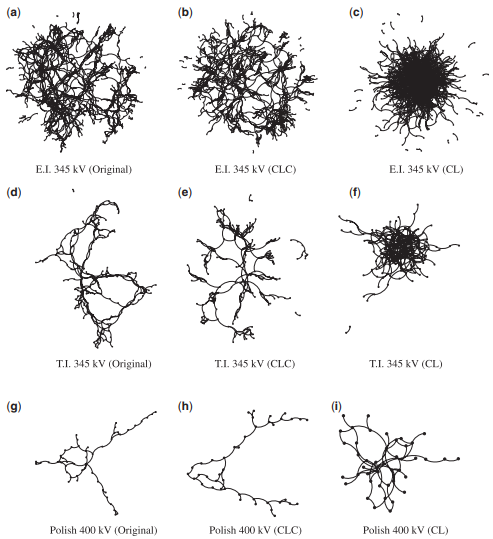 (a)
(b)
(c)
E.I. 345 kV (Original)
E.I. 345 kV (CLC)
E.I. 345 kV (CL)
(d)
(e)
(f)
T.I. 345 kV (Original)
T.I. 345 kV (CLC)
T.I. 345 kV (CL)
(g)
(h)
(i)
Polish 400 kV (Original)
Polish 400 kV (CLC)
Polish 400 kV (CL)